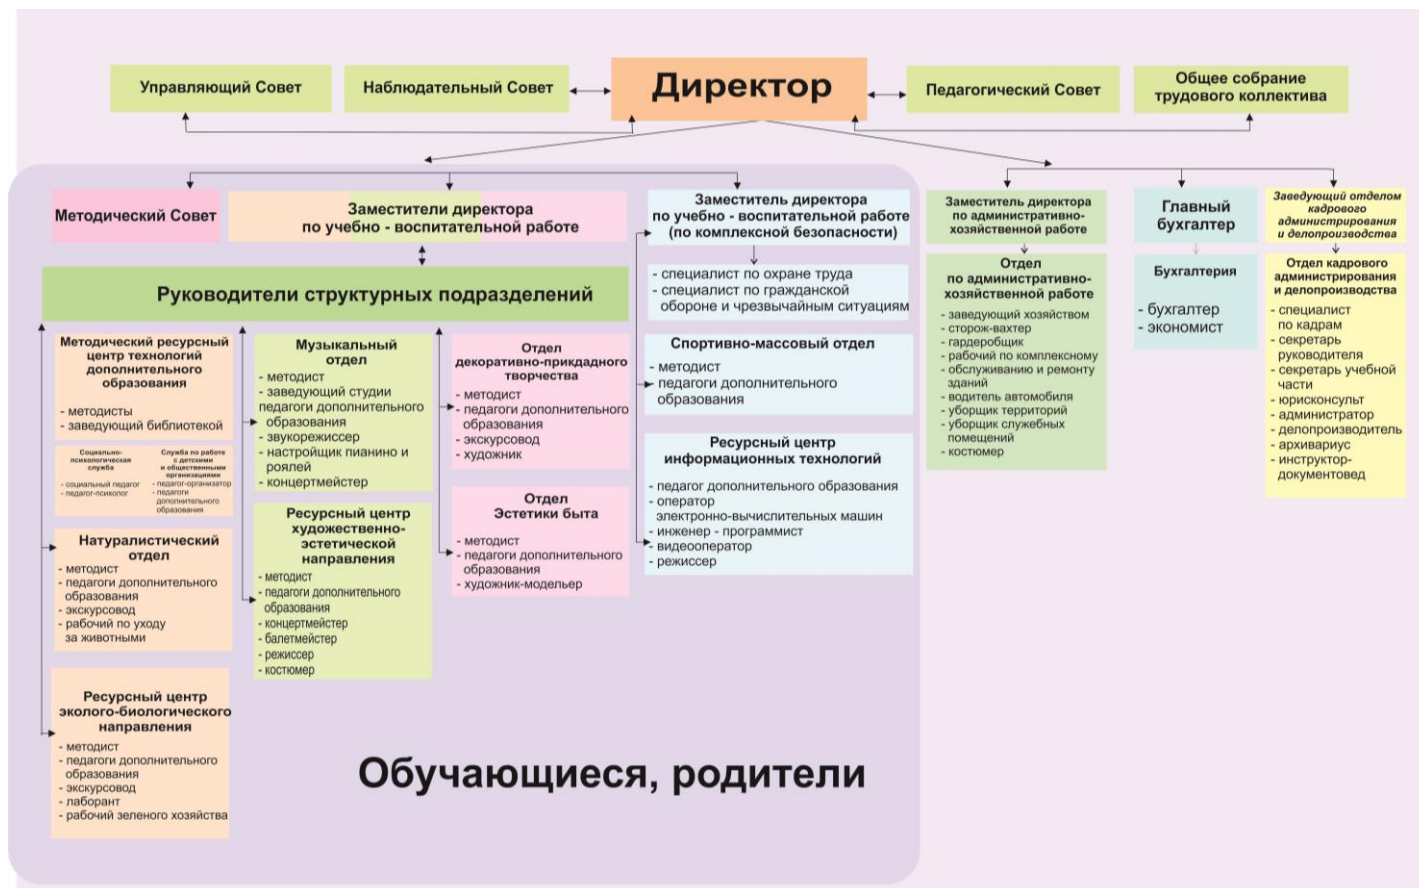 Управляющий Совет
Наблюдательный Совет
Директор
Педагогический Совет
Общее собрание
трудового коллектива
Методический Совет
Заместители директора
по учебно - воспитательной работе
Заместитель директора
по учебно - воспитательной работе
(по комплексной безопасности)
Заместитель директора
по административно-
хозяйственной работе
Главный
бухгалтер
Заведующий отделом
кадрового
администрирования
и делопроизводства
Руководители структурных подразделений
- специалист по охране труда
- специалист по гражданской
обороне и чрезвычайным ситуациям
Отдел
по административно-
хозяйственной работе
- заведующий хозяйством
- сторож-вахтер
- гардеробщик
- рабочий по комплексному
- обслуживанию и ремонту
зданий
- водитель автомобиля
- уборщик территорий
- уборщик служебных
помещений
- костюмер
Бухгалтерия
- бухгалтер
- экономист
Отдел кадрового
администрирования
и делопроизводства
- специалист
по кадрам
- секретарь
руководителя
- секретарь учебной
части
- юрисконсульт
- администратор
- делопроизводитель
- архивариус
- инструктор-
документовед
Методический ресурсный
центр технологий
дополнительного
образования
- методисты
- заведующий библиотекой
Социально-
психологическая
служба
- социальный педагог
- педагог-психолог
Служба по работе
с детскими
и общественными
организациями
- педагог-организатор
- педагоги
дополнительного
образования
Натуралистический
отдел
- методист
- педагоги дополнительного
образования
- экскурсовод
- рабочий по уходу
за животными
Ресурсный центр
эколого-биологического
направления
- методист
- педагоги дополнительного
образования
- экскурсовод
- лаборант
- рабочий зеленого хозяйства
Музыкальный
отдел
- методист
- заведующий студии
педагоги дополнительного
образования
- звукорежиссер
- настройщик пианино и
роялей
- концертмейстер
Ресурсный центр
художественно-
эстетической
направления
- методист
- педагоги дополнительного
образования
- концертмейстер
- балетмейстер
- режиссер
- костюмер
Отдел
декоративно-прикдадного
творчества
- методист
- педагоги дополнительного
образования
- экскурсовод
- художник
Отдел
Эстетики быта
- методист
- педагоги дополнительного
образования
- художник-модельер
Спортивно-массовый отдел
- методист
- педагоги дополнительного
образования
Ресурсный центр
информационных технологий
- педагог дополнительного образования
- оператор
электронно-вычислительных машин
- инженер - программист
- видеооператор
- режиссер
Обучающиеся, родители